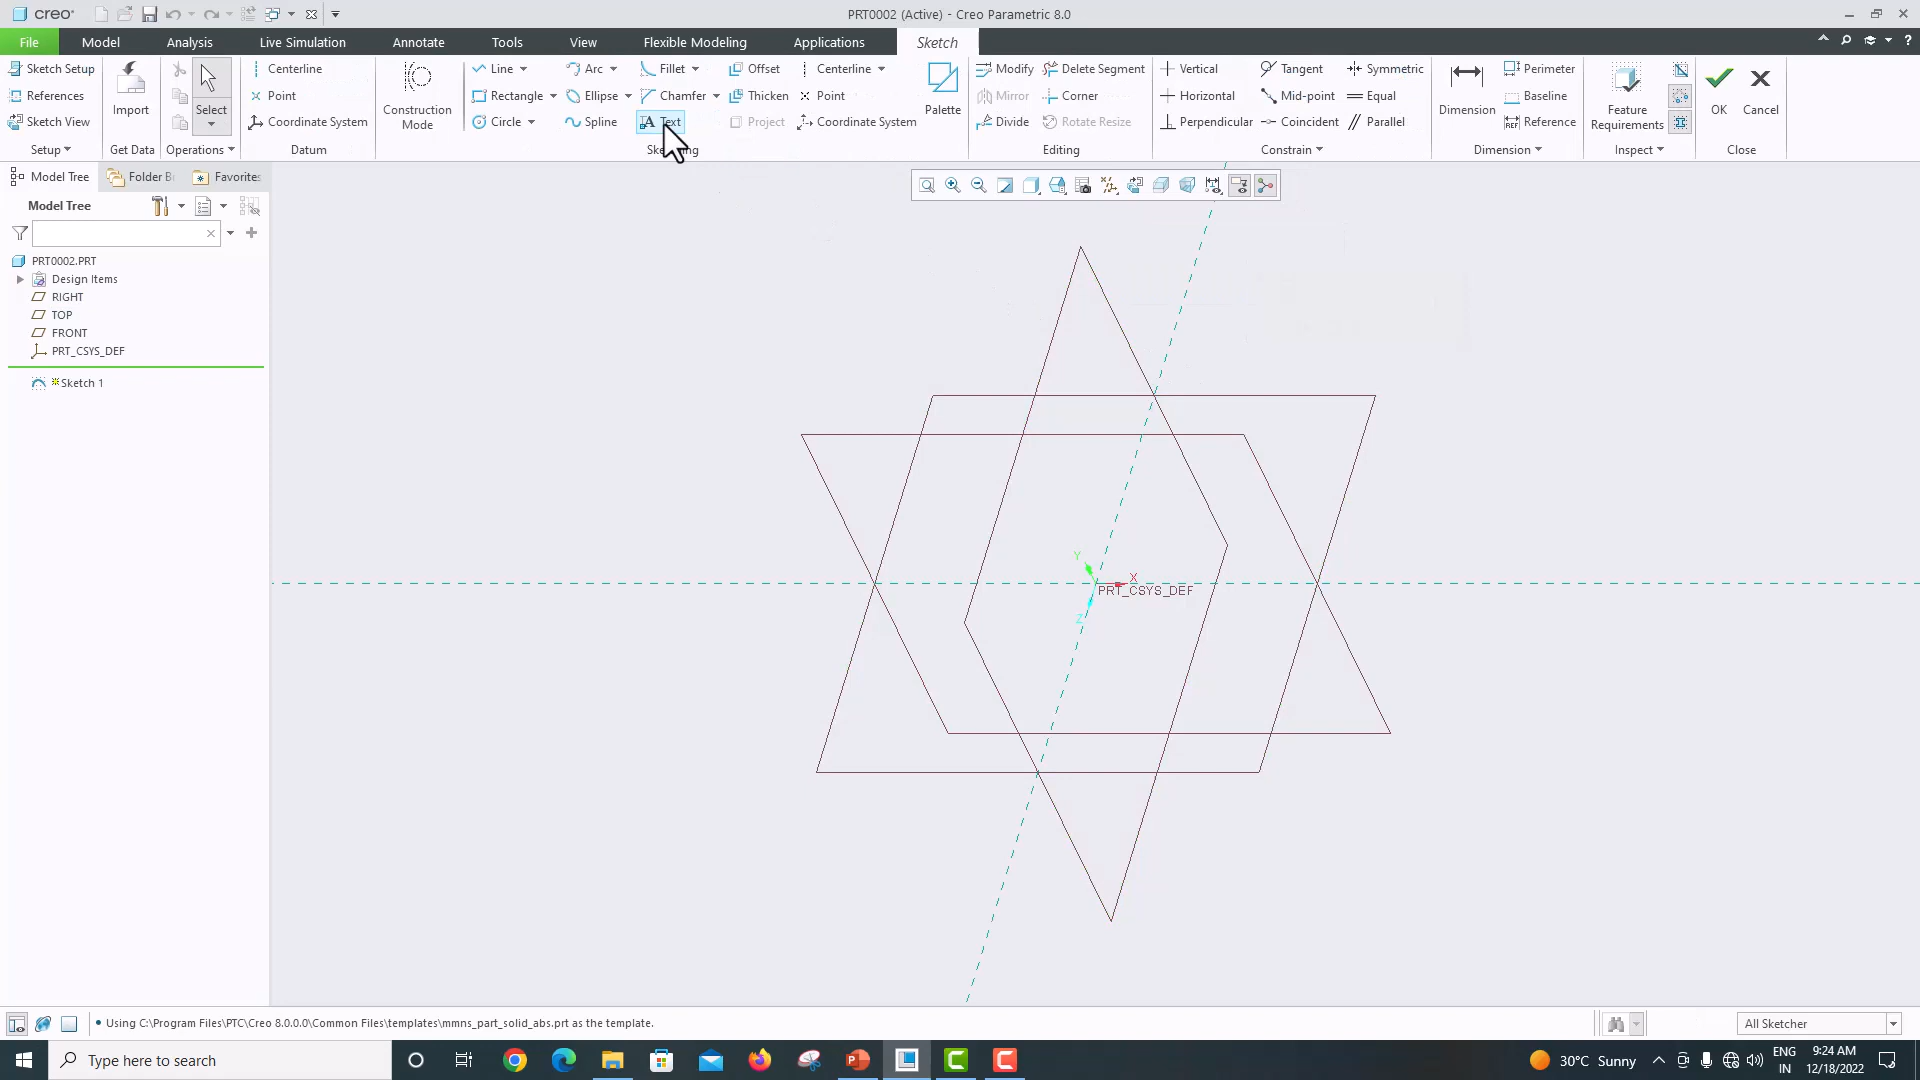 creo
PRT0002 (Active) - Creo Parametric 8.0
File Model Analysis Live Simulation Annotate Tools View Flexible Modeling Applications Sketch
Sketch Setup
References
Sketch View
Setup
Import
Get Data
Select
Operations
Centerline
Point
Coordinate System
Datum
Construction
Mode
Line Arc Fillet Offset Centerline
Rectangle Ellipse Chamfer Thicken Point
Circle Spline Text Project Coordinate System
Palette
Modify Delete Segment
Mirror Corner
Divide Rotate Resize
Editing
Vertical Tangent Symmetric
Horizontal Mid-point Equal
Perpendicular Coincident Parallel
Constrain
Dimension
Perimeter
Baseline
Reference
Dimension
Feature
Requirements
Inspect
OK Cancel
Close
Model Tree Favorites
Model Tree
PRT0002.PRT
Design Items
RIGHT
TOP
FRONT
PRT_CSYS_DEF
Sketch 1
Y
X
PRT_CSYS_DEF
Z
Using C:\Program Files\PTC\Creo 8.0.0.0\Common Files\templates\mmns_part_solid_abs.prt as the template.
All Sketcher
Type here to search
30°C Sunny
ENG
IN
9:24 AM
12/18/2022